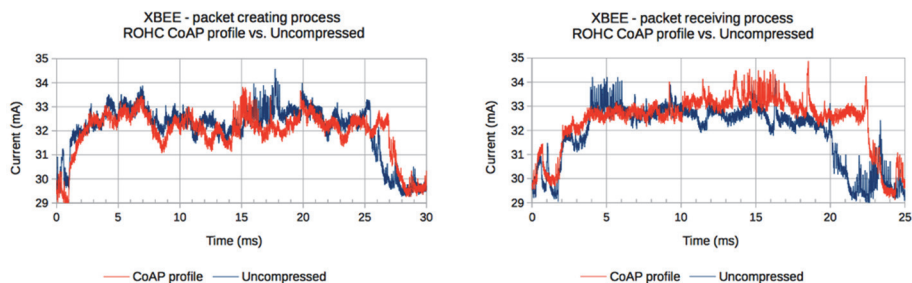 XBEE - packet creating process
ROHC CoAP profile vs. Uncompressed
35
34
33
32
31
30
29
Current (mA)
0 5 10 15 20 25 30
Time (ms)
CoAP profile Uncompressed
XBEE - packet receiving process
ROHC CoAP profile vs. Uncompressed
35
34
33
32
31
30
29
Current (mA)
0 5 10 15 20 25
Time (ms)
CoAP profile Uncompressed